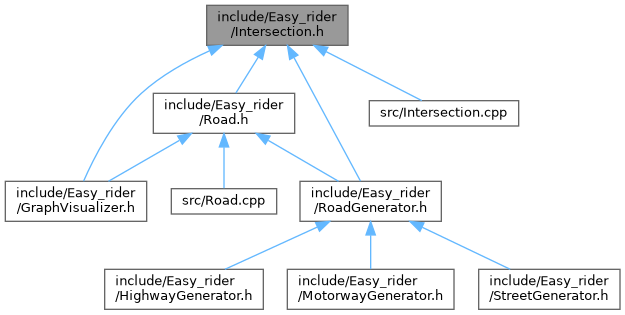 include/Easy_rider
/Intersection.h
include/Easy_rider
/Road.h
src/Intersection.cpp
include/Easy_rider
/GraphVisualizer.h
src/Road.cpp
include/Easy_rider
/RoadGenerator.h
include/Easy_rider
/HighwayGenerator.h
include/Easy_rider
/MotorwayGenerator.h
include/Easy_rider
/StreetGenerator.h